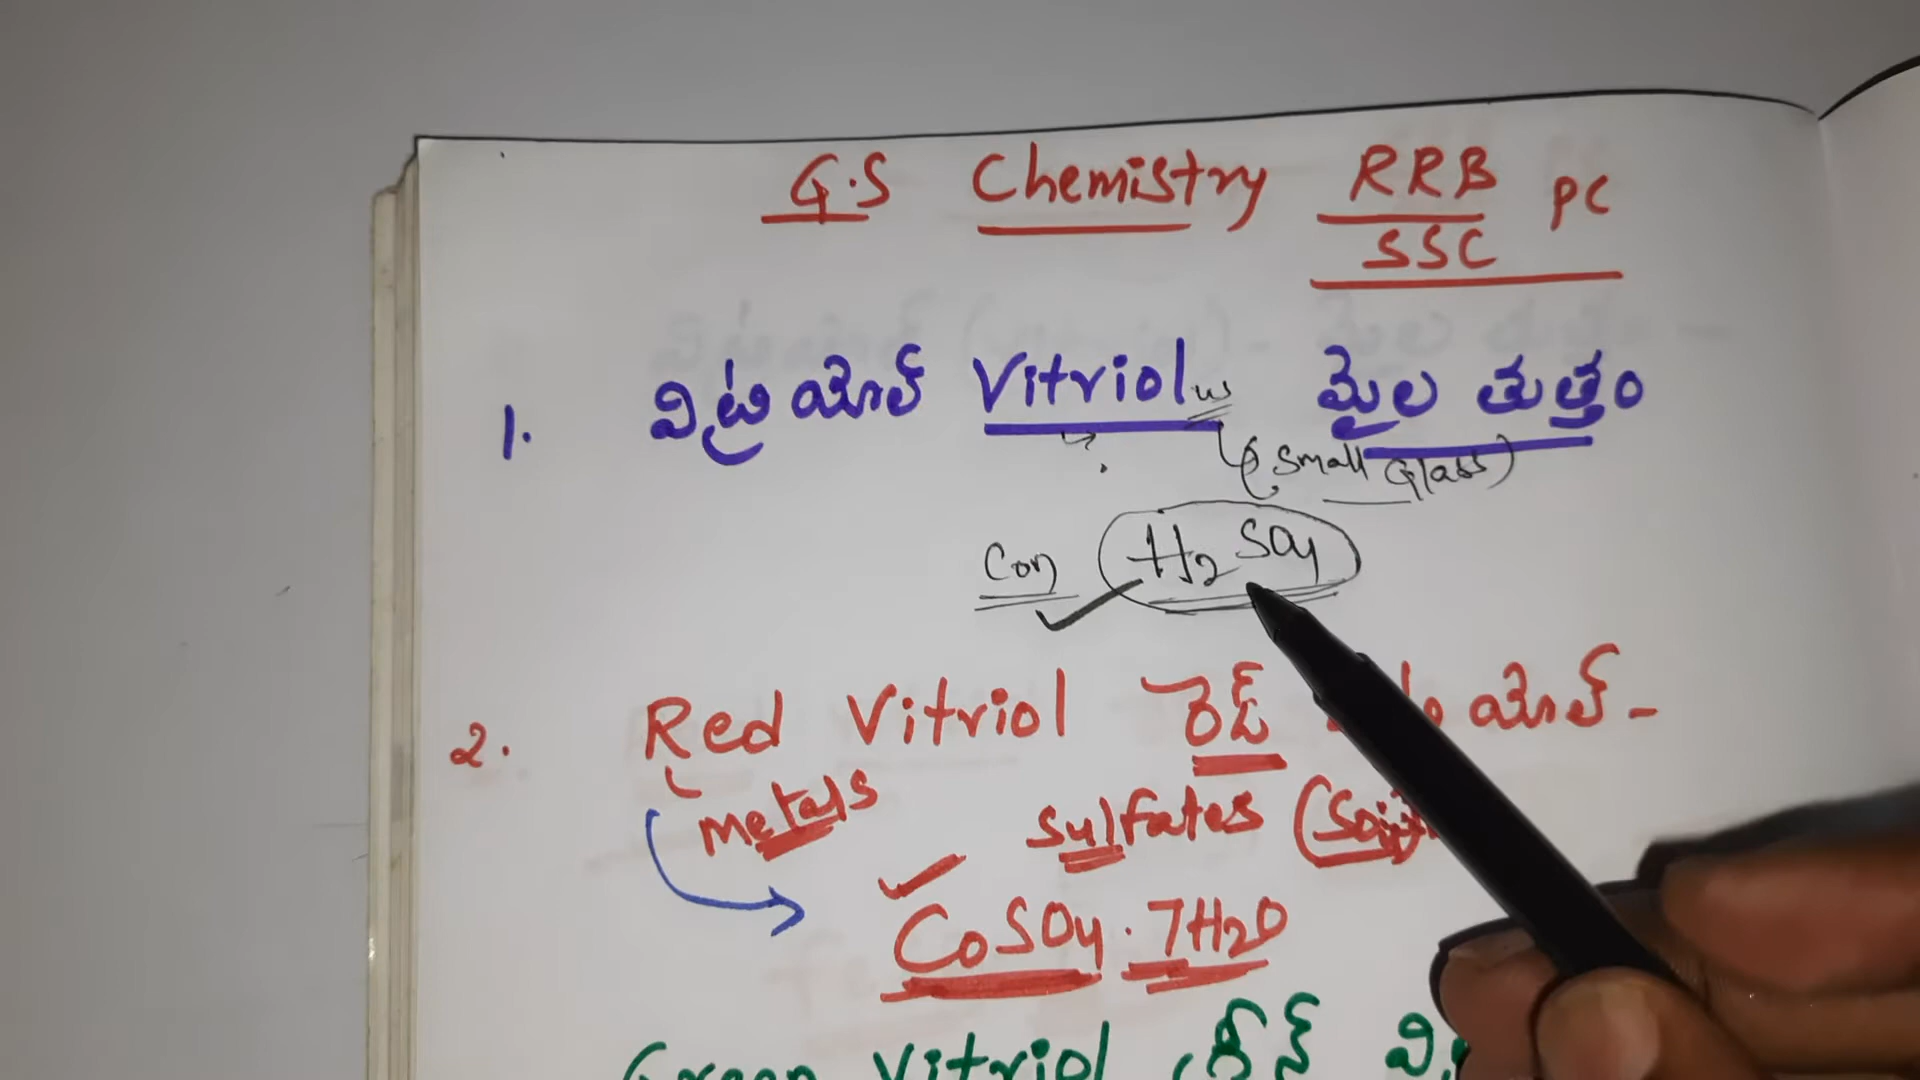 G.S Chemistry RRB PC
SSC
1. విట్రియోల్ Vitriol మైల తుత్తం
(Small Glass)
Con H2SO4
2. Red Vitriol రెడ్ యోల్ -
metals sulfates
CoSO4 . 7H2O
Green Vitriol గ్రీన్